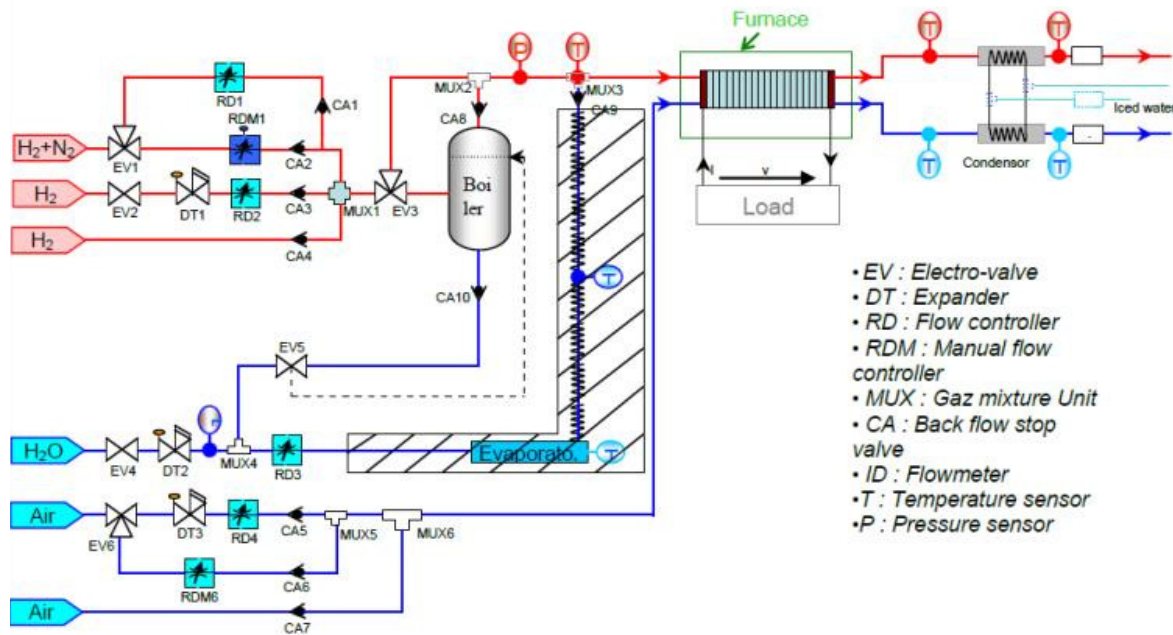 Furnace
T
T
P
T
MUX2
MUX3
RD1
CA1
CA8
CA9
Iced water
RDM1
H2+N2
EV1
CA2
T
T
Condensor
Boi
ler
I
v
Load
H2
EV2
DT1
RD2
CA3
MUX1
EV3
H2
CA4
T
CA10
EV5
• EV : Electro-valve
• DT : Expander
• RD : Flow controller
• RDM : Manual flow
controller
• MUX : Gaz mixture Unit
• CA : Back flow stop
valve
• ID : Flowmeter
•T : Temperature sensor
•P : Pressure sensor
H2O
EV4
DT2
MUX4
RD3
Evaporato.
T
Air
EV6
DT3
RD4
CA5
MUX5
MUX6
RDM6
CA6
Air
CA7